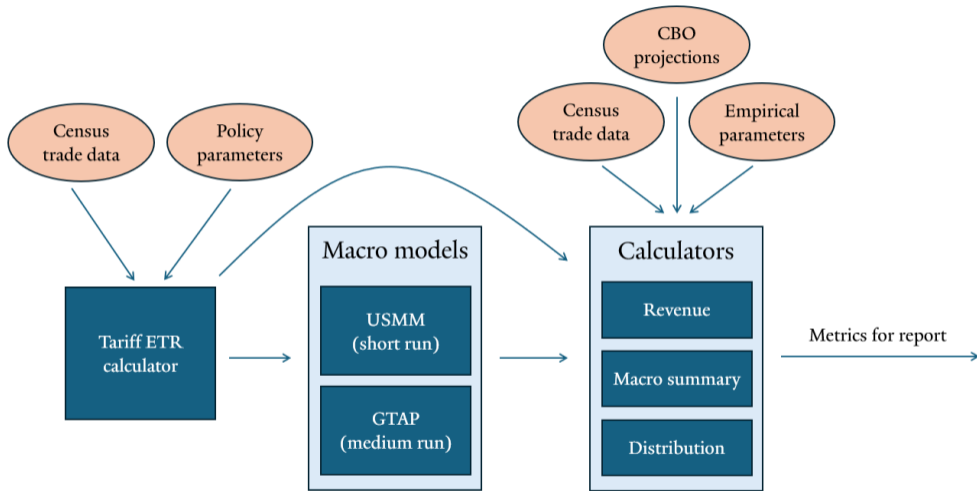 CBO
projections
Census
trade data
Empirical
parameters
Census
trade data
Policy
parameters
Macro models
Calculators
Tariff ETR
calculator
USMM
(short run)
GTAP
(medium run)
Revenue
Macro summary
Distribution
Metrics for report